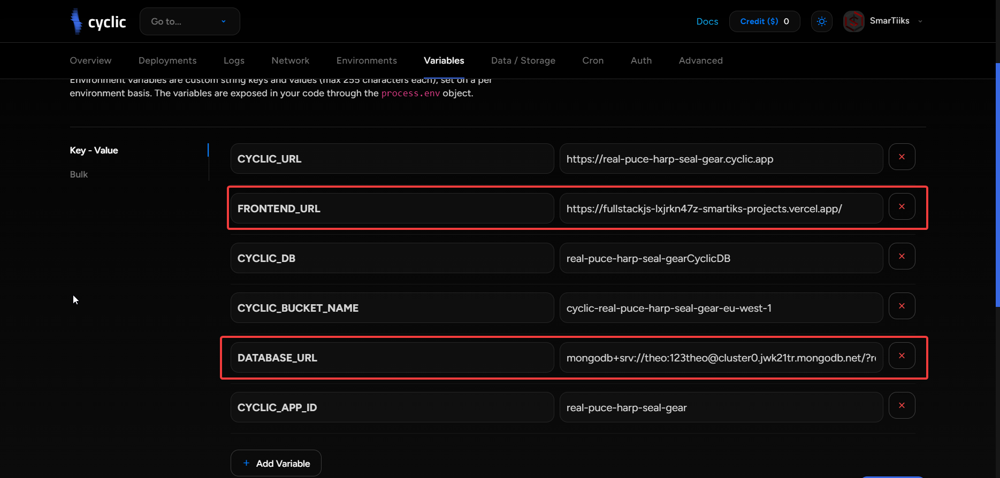 cyclic
Go to...
Docs
Credit ($) 0
SmarTiiks
Overview
Deployments
Logs
Network
Environments
Variables
Data / Storage
Cron
Auth
Advanced
Environment variables are custom string keys and values (max 255 characters each), set on a per
environment basis. The variables are exposed in your code through the process.env object.
Key - Value
Bulk
CYCLIC_URL
https://real-puce-harp-seal-gear.cyclic.app
FRONTEND_URL
https://fullstackjs-lxjrkn47z-smartiks-projects.vercel.app/
CYCLIC_DB
real-puce-harp-seal-gearCyclicDB
CYCLIC_BUCKET_NAME
cyclic-real-puce-harp-seal-gear-eu-west-1
DATABASE_URL
mongodb+srv://theo:123theo@cluster0.jwk21tr.mongodb.net/?r
CYCLIC_APP_ID
real-puce-harp-seal-gear
+ Add Variable